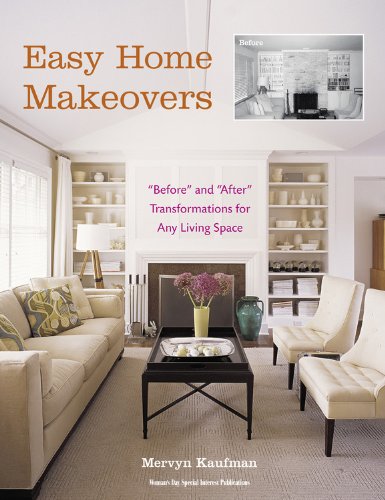 Easy Home
Makeovers
Before
"Before" and "After"
Transformations for
Any Living Space
Mervyn Kaufman
Woman's Day Special Interest Publications